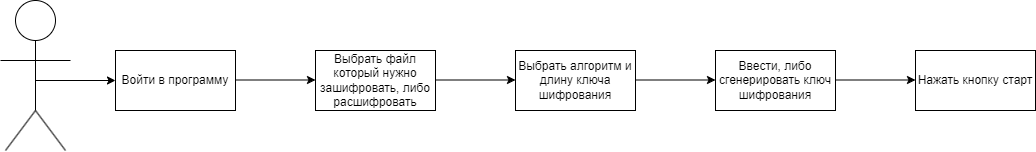 Войти в программу
Выбрать файл
который нужно
зашифровать, либо
расшифровать
Выбрать алгоритм и
длину ключа
шифрования
Ввести, либо
сгенерировать ключ
шифрования
Нажать кнопку старт